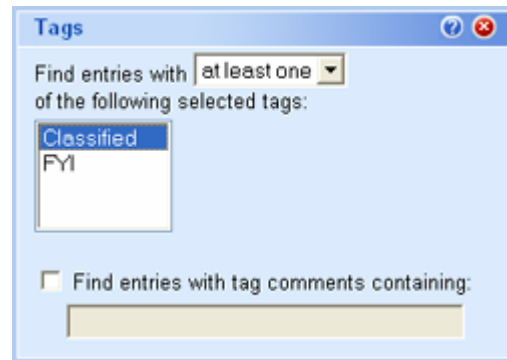 Tags
Find entries with at least one
of the following selected tags:
Classified
FYI
Find entries with tag comments containing: